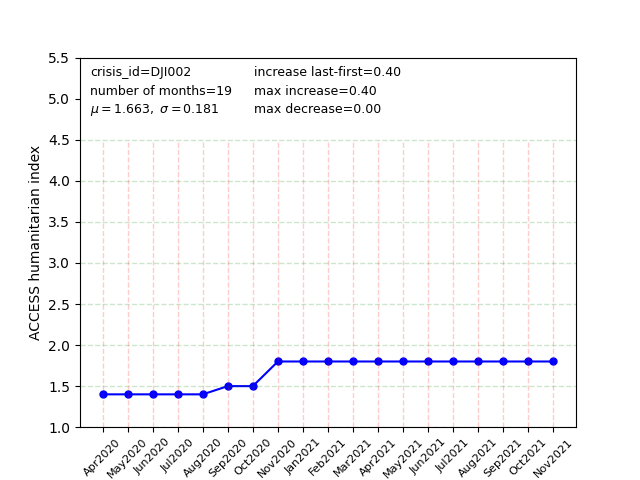 crisis_id=DJI002
number of months=19
μ = 1.663, σ =0.181
increase last-first=0.40
max increase=0.40
max decrease=0.00
ACCESS humanitarian index
5.5
5.0
4.5
4.0
3.5
3.0
2.5
2.0
1.5
1.0
Apr2020
May2020
Jun2020
Jul2020
Aug2020
Sep2020
Oct2020
Nov2020
Jan2021
Feb2021
Mar2021
Apr2021
May2021
Jun2021
Jul2021
Aug2021
Sep2021
Oct2021
Nov2021